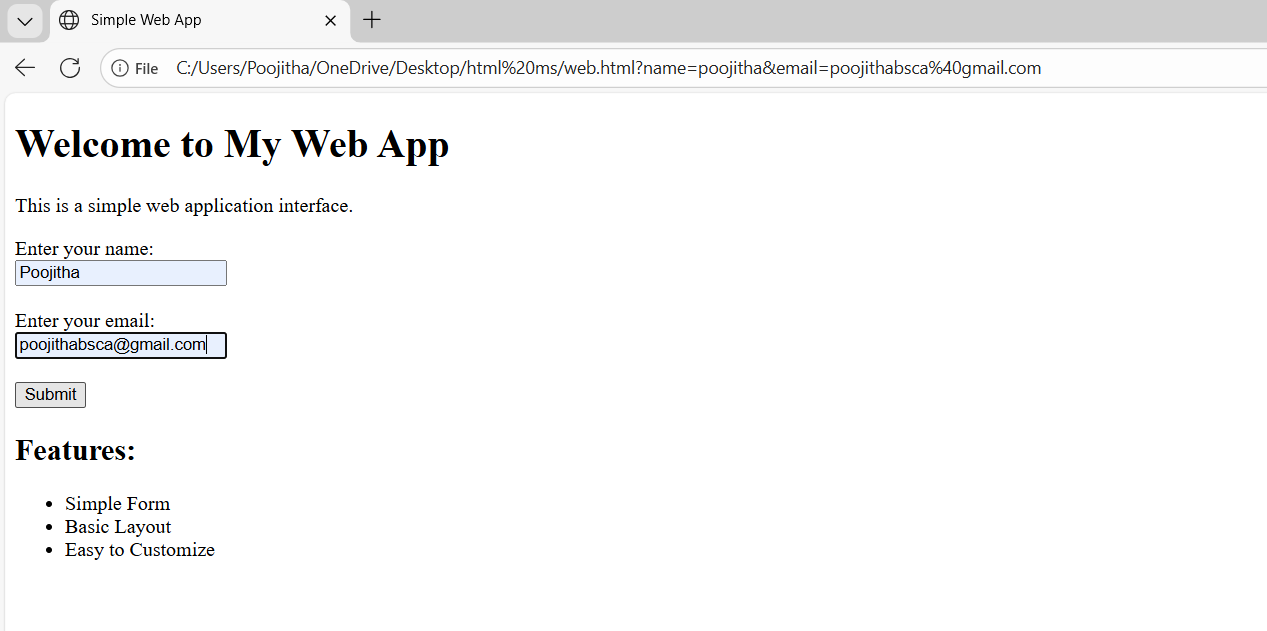 Simple Web App
File C:/Users/Poojitha/OneDrive/Desktop/html%20ms/web.html?name=poojitha&email=poojithabsca%40gmail.com
Welcome to My Web App
This is a simple web application interface.
Enter your name:
Poojitha
Enter your email:
poojithabsca@gmail.com
Submit
Features:
• Simple Form
• Basic Layout
• Easy to Customize